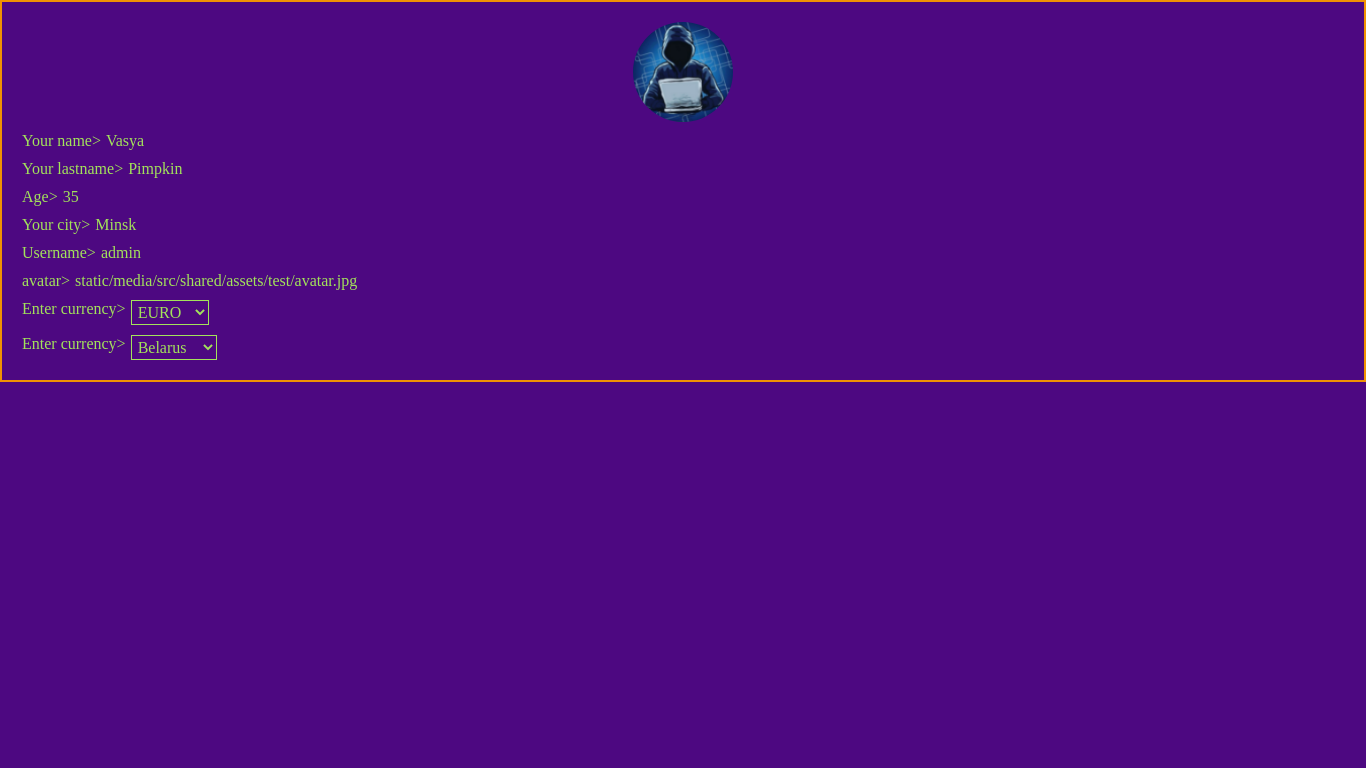 Your name> Vasya
Your lastname> Pimpkin
Age> 35
Your city> Minsk
Username> admin
avatar> static/media/src/shared/assets/test/avatar.jpg
Enter currency> EURO
Enter currency> Belarus